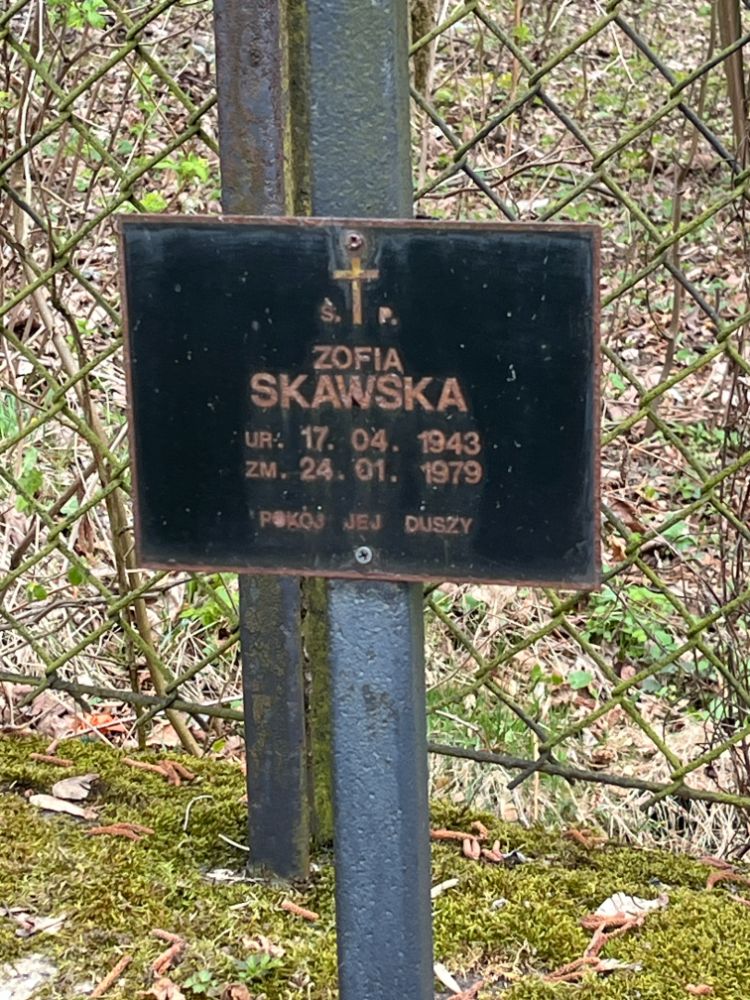 Ś. P.
ZOFIA
SKAWSKA
UR. 17. 04. 1943
ZM. 24. 01. 1979
POKÓJ JEJ DUSZY